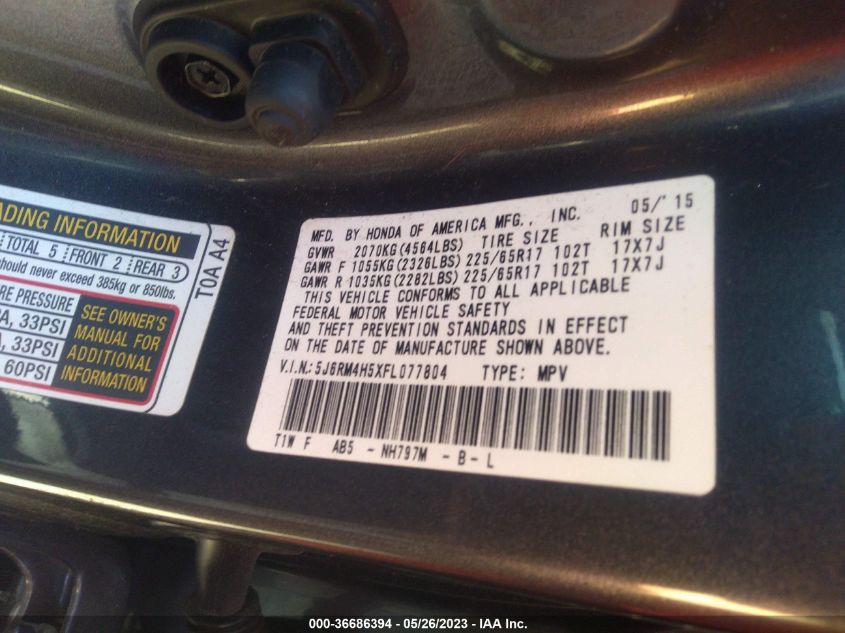 ADING INFORMATION
TOTAL 5 FRONT 2 REAR 3
hould never exceed 385kg or 850lbs.
RE PRESSURE
A, 33PSI
, 33PSI
60PSI
SEE OWNER'S
MANUAL FOR
ADDITIONAL
INFORMATION
T0A A4
MFD. BY HONDA OF AMERICA MFG., INC. 05/'15
GVWR 2070KG(4564LBS) TIRE SIZE RIM SIZE
GAWR F 1055KG(2326LBS) 225/65R17 102T 17X7J
GAWR R 1035KG(2282LBS) 225/65R17 102T 17X7J
THIS VEHICLE CONFORMS TO ALL APPLICABLE
FEDERAL MOTOR VEHICLE SAFETY
AND THEFT PREVENTION STANDARDS IN EFFECT
ON THE DATE OF MANUFACTURE SHOWN ABOVE.
V.I.N.: 5J6RM4H5XFL077804 TYPE: MPV
T1W F AB5 - NH797M - B - L
000-36686394 - 05/26/2023 - IAA Inc.